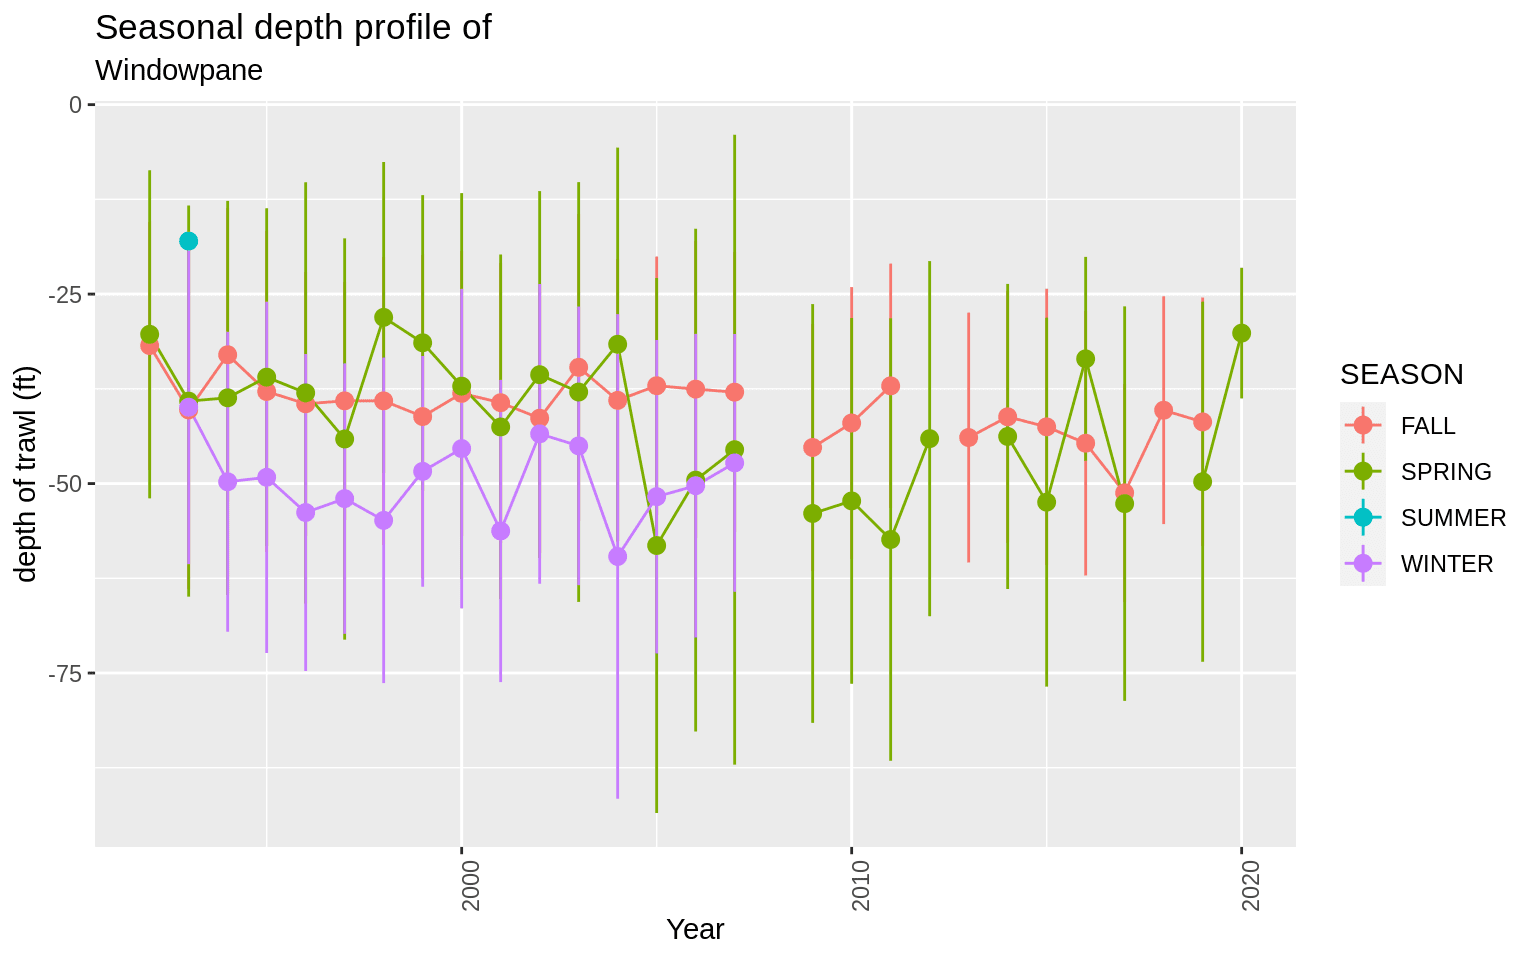 Seasonal depth profile of
Windowpane
0
-25
-50
-75
depth of trawl (ft)
2000
2010
2020
Year
SEASON
FALL
SPRING
SUMMER
WINTER